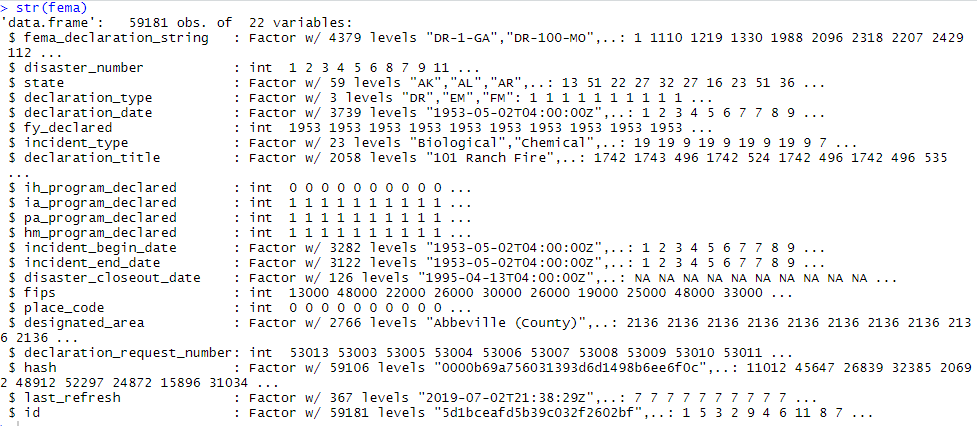 > str(fema)
'data.frame':   59181 obs. of  22 variables:
 $ fema_declaration_string   : Factor w/ 4379 levels "DR-1-GA","DR-100-MO",..: 1 1110 1219 1330 1988 2096 2318 2207 2429
 112 ...
 $ disaster_number           : int  1 2 3 4 5 6 7 8 9 11 ...
 $ state                     : Factor w/ 59 levels "AK","AL","AR",..: 13 51 22 27 32 27 16 23 51 36 ...
 $ declaration_type          : Factor w/ 3 levels "DR","EM","FM": 1 1 1 1 1 1 1 1 1 1 ...
 $ declaration_date          : Factor w/ 3739 levels "1953-05-02T04:00:00Z",..: 1 2 3 4 5 6 7 7 8 9 ...
 $ fy_declared               : int  1953 1953 1953 1953 1953 1953 1953 1953 1953 1953 ...
 $ incident_type             : Factor w/ 23 levels "Biological","Chemical",..: 19 19 9 19 9 19 9 19 9 7 ...
 $ declaration_title         : Factor w/ 2058 levels "101 Ranch Fire",..: 1742 1743 496 1742 524 1742 496 1742 496 535
...
 $ ih_program_declared       : int  0 0 0 0 0 0 0 0 0 0 ...
 $ ia_program_declared       : int  1 1 1 1 1 1 1 1 1 1 ...
 $ pa_program_declared       : int  1 1 1 1 1 1 1 1 1 1 ...
 $ hm_program_declared       : int  1 1 1 1 1 1 1 1 1 1 ...
 $ incident_begin_date       : Factor w/ 3282 levels "1953-05-02T04:00:00Z",..: 1 2 3 4 5 6 7 7 8 9 ...
 $ incident_end_date         : Factor w/ 3122 levels "1953-05-02T04:00:00Z",..: 1 2 3 4 5 6 7 7 8 9 ...
 $ disaster_closeout_date    : Factor w/ 126 levels "1995-04-13T04:00:00Z",..: NA NA NA NA NA NA NA NA NA NA ...
 $ fips                      : int  13000 48000 22000 26000 30000 26000 19000 25000 48000 33000 ...
 $ place_code                : int  0 0 0 0 0 0 0 0 0 0 ...
 $ designated_area           : Factor w/ 2766 levels "Abbeville (County)",..: 2136 2136 2136 2136 2136 2136 2136 2136 213
6 2136 ...
 $ declaration_request_number: int  53013 53003 53005 53004 53006 53007 53008 53009 53010 53011 ...
 $ hash                      : Factor w/ 59106 levels "0000b69a756031393d6d1498b6ee6f0c",..: 11012 45647 26839 32385 2069
2 48912 52297 24872 15896 31034 ...
 $ last_refresh              : Factor w/ 367 levels "2019-07-02T21:38:29Z",..: 7 7 7 7 7 7 7 7 7 7 ...
 $ id                        : Factor w/ 59181 levels "5d1bceafd5b39c032f2602bf",..: 1 5 3 2 9 4 6 11 8 7 ...